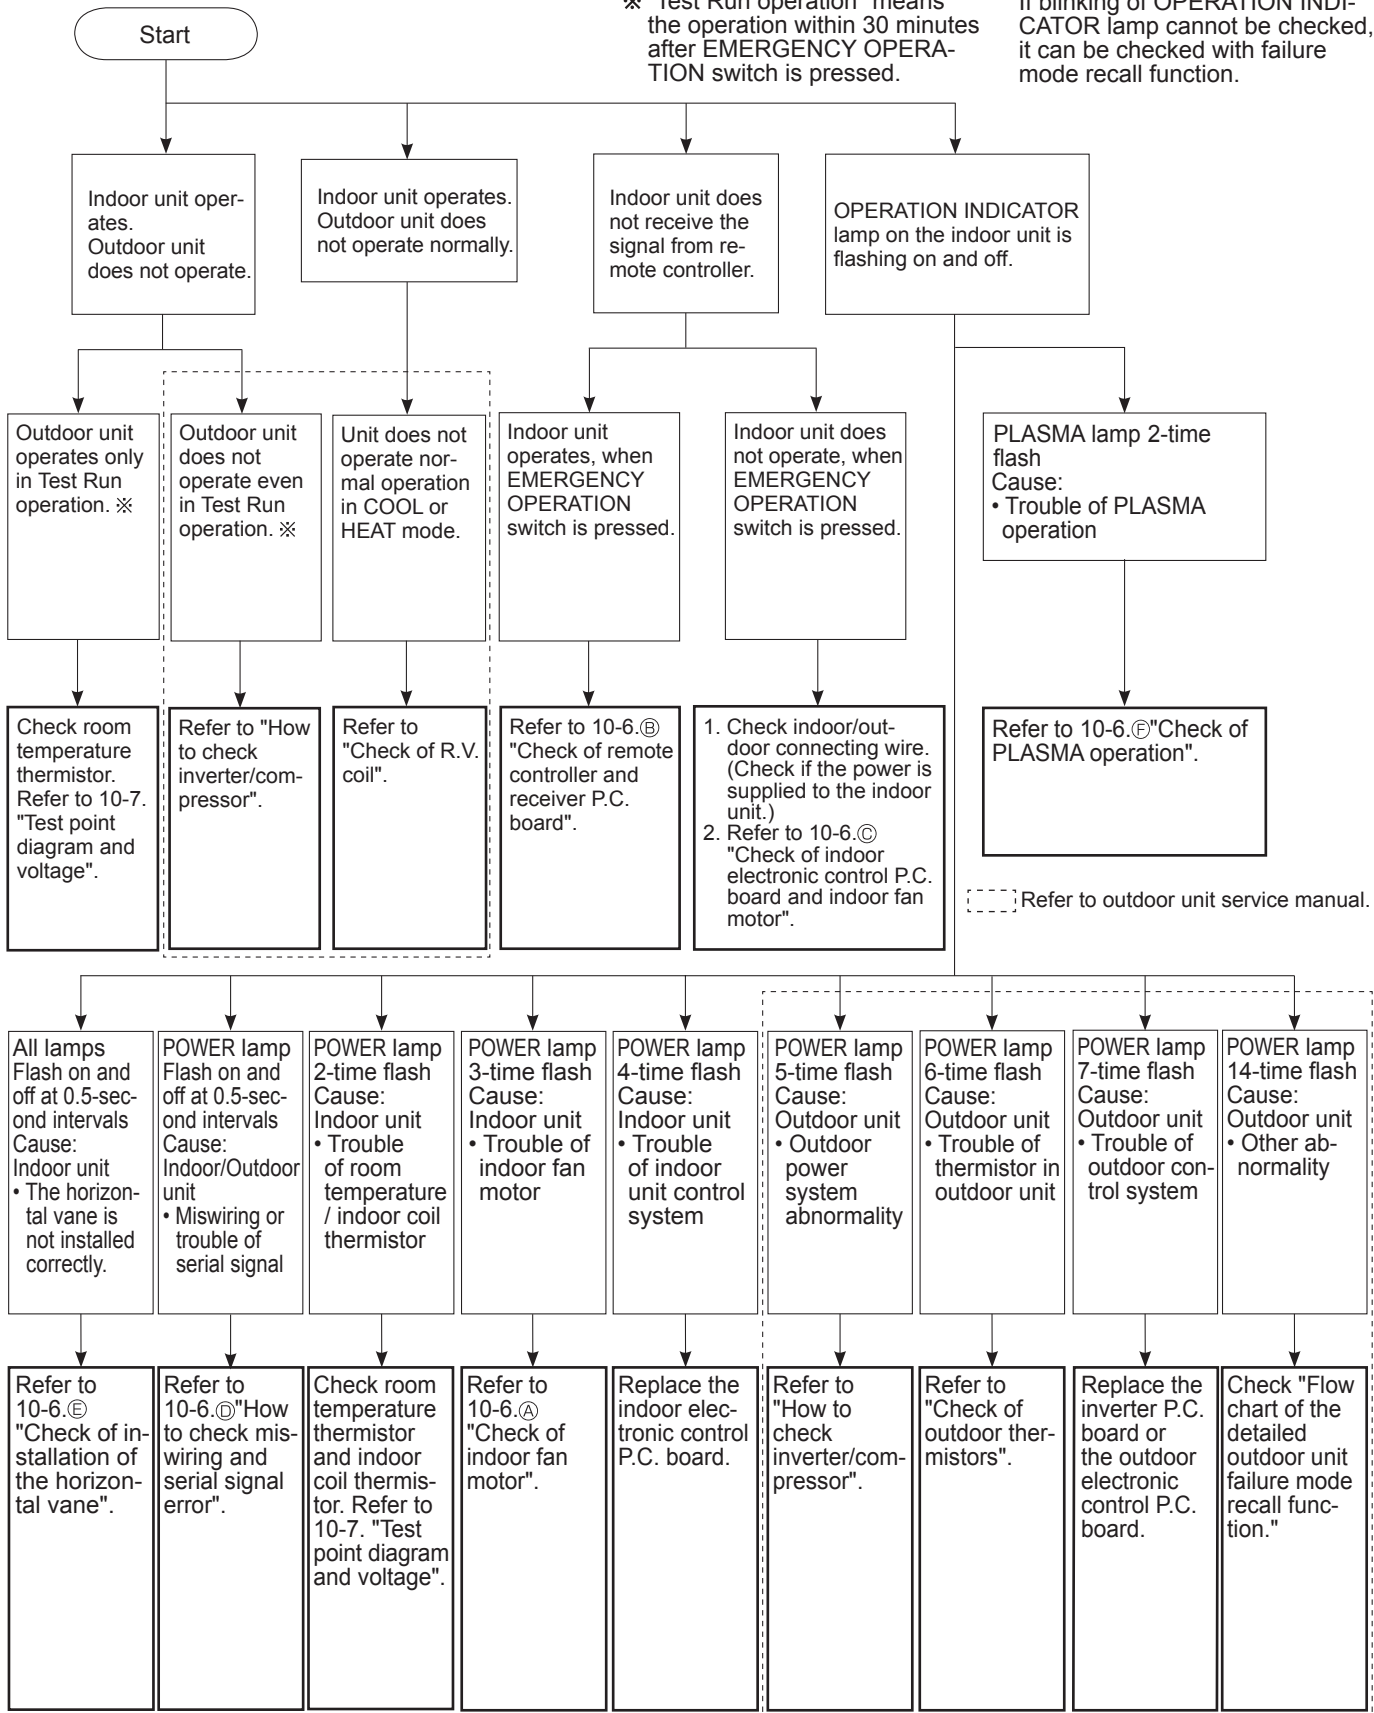 ※ "Test Run operation" means
the operation within 30 minutes
after EMERGENCY OPERA-
TION switch is pressed.
If blinking of OPERATION INDI-
CATOR lamp cannot be checked,
it can be checked with failure
mode recall function.
Start
Indoor unit oper-
ates.
Outdoor unit
does not operate.
Indoor unit operates.
Outdoor unit does
not operate normally.
Indoor unit does
not receive the
signal from re-
mote controller.
OPERATION INDICATOR
lamp on the indoor unit is
flashing on and off.
Outdoor unit
operates only
in Test Run
operation. ※
Outdoor unit
does not
operate even
in Test Run
operation. ※
Unit does not
operate nor-
mal operation
in COOL or
HEAT mode.
Indoor unit
operates, when
EMERGENCY
OPERATION
switch is pressed.
Indoor unit does
not operate, when
EMERGENCY
OPERATION
switch is pressed.
PLASMA lamp 2-time
flash
Cause:
• Trouble of PLASMA
operation
Check room
temperature
thermistor.
Refer to 10-7.
"Test point
diagram and
voltage".
Refer to "How
to check
inverter/com-
pressor".
Refer to
"Check of R.V.
coil".
Refer to 10-6.Ⓑ
"Check of remote
controller and
receiver P.C.
board".
1. Check indoor/out-
door connecting wire.
(Check if the power is
supplied to the indoor
unit.)
2. Refer to 10-6.Ⓒ
"Check of indoor
electronic control P.C.
board and indoor fan
motor".
Refer to 10-6.Ⓕ"Check of
PLASMA operation".
Refer to outdoor unit service manual.
All lamps
Flash on and
off at 0.5-sec-
ond intervals
Cause:
Indoor unit
• The horizon-
tal vane is
not installed
correctly.
POWER lamp
Flash on and
off at 0.5-sec-
ond intervals
Cause:
Indoor/Outdoor
unit
• Miswiring or
trouble of
serial signal
POWER lamp
2-time flash
Cause:
Indoor unit
• Trouble
of room
temperature
/ indoor coil
thermistor
POWER lamp
3-time flash
Cause:
Indoor unit
• Trouble of
indoor fan
motor
POWER lamp
4-time flash
Cause:
Indoor unit
• Trouble
of indoor
unit control
system
POWER lamp
5-time flash
Cause:
Outdoor unit
• Outdoor
power
system
abnormality
POWER lamp
6-time flash
Cause:
Outdoor unit
• Trouble of
thermistor in
outdoor unit
POWER lamp
7-time flash
Cause:
Outdoor unit
• Trouble of
outdoor con-
trol system
POWER lamp
14-time flash
Cause:
Outdoor unit
• Other ab-
normality
Refer to
10-6.Ⓔ
"Check of in-
stallation of
the horizon-
tal vane".
Refer to
10-6.Ⓓ"How
to check mis-
wiring and
serial signal
error".
Check room
temperature
thermistor
and indoor
coil thermis-
tor. Refer to
10-7. "Test
point diagram
and voltage".
Refer to
10-6.Ⓐ
"Check of
indoor fan
motor".
Replace the
indoor elec-
tronic control
P.C. board.
Refer to
"How to
check
inverter/com-
pressor".
Refer to
"Check of
outdoor ther-
mistors".
Replace the
inverter P.C.
board or
the outdoor
electronic
control P.C.
board.
Check "Flow
chart of the
detailed
outdoor unit
failure mode
recall func-
tion."